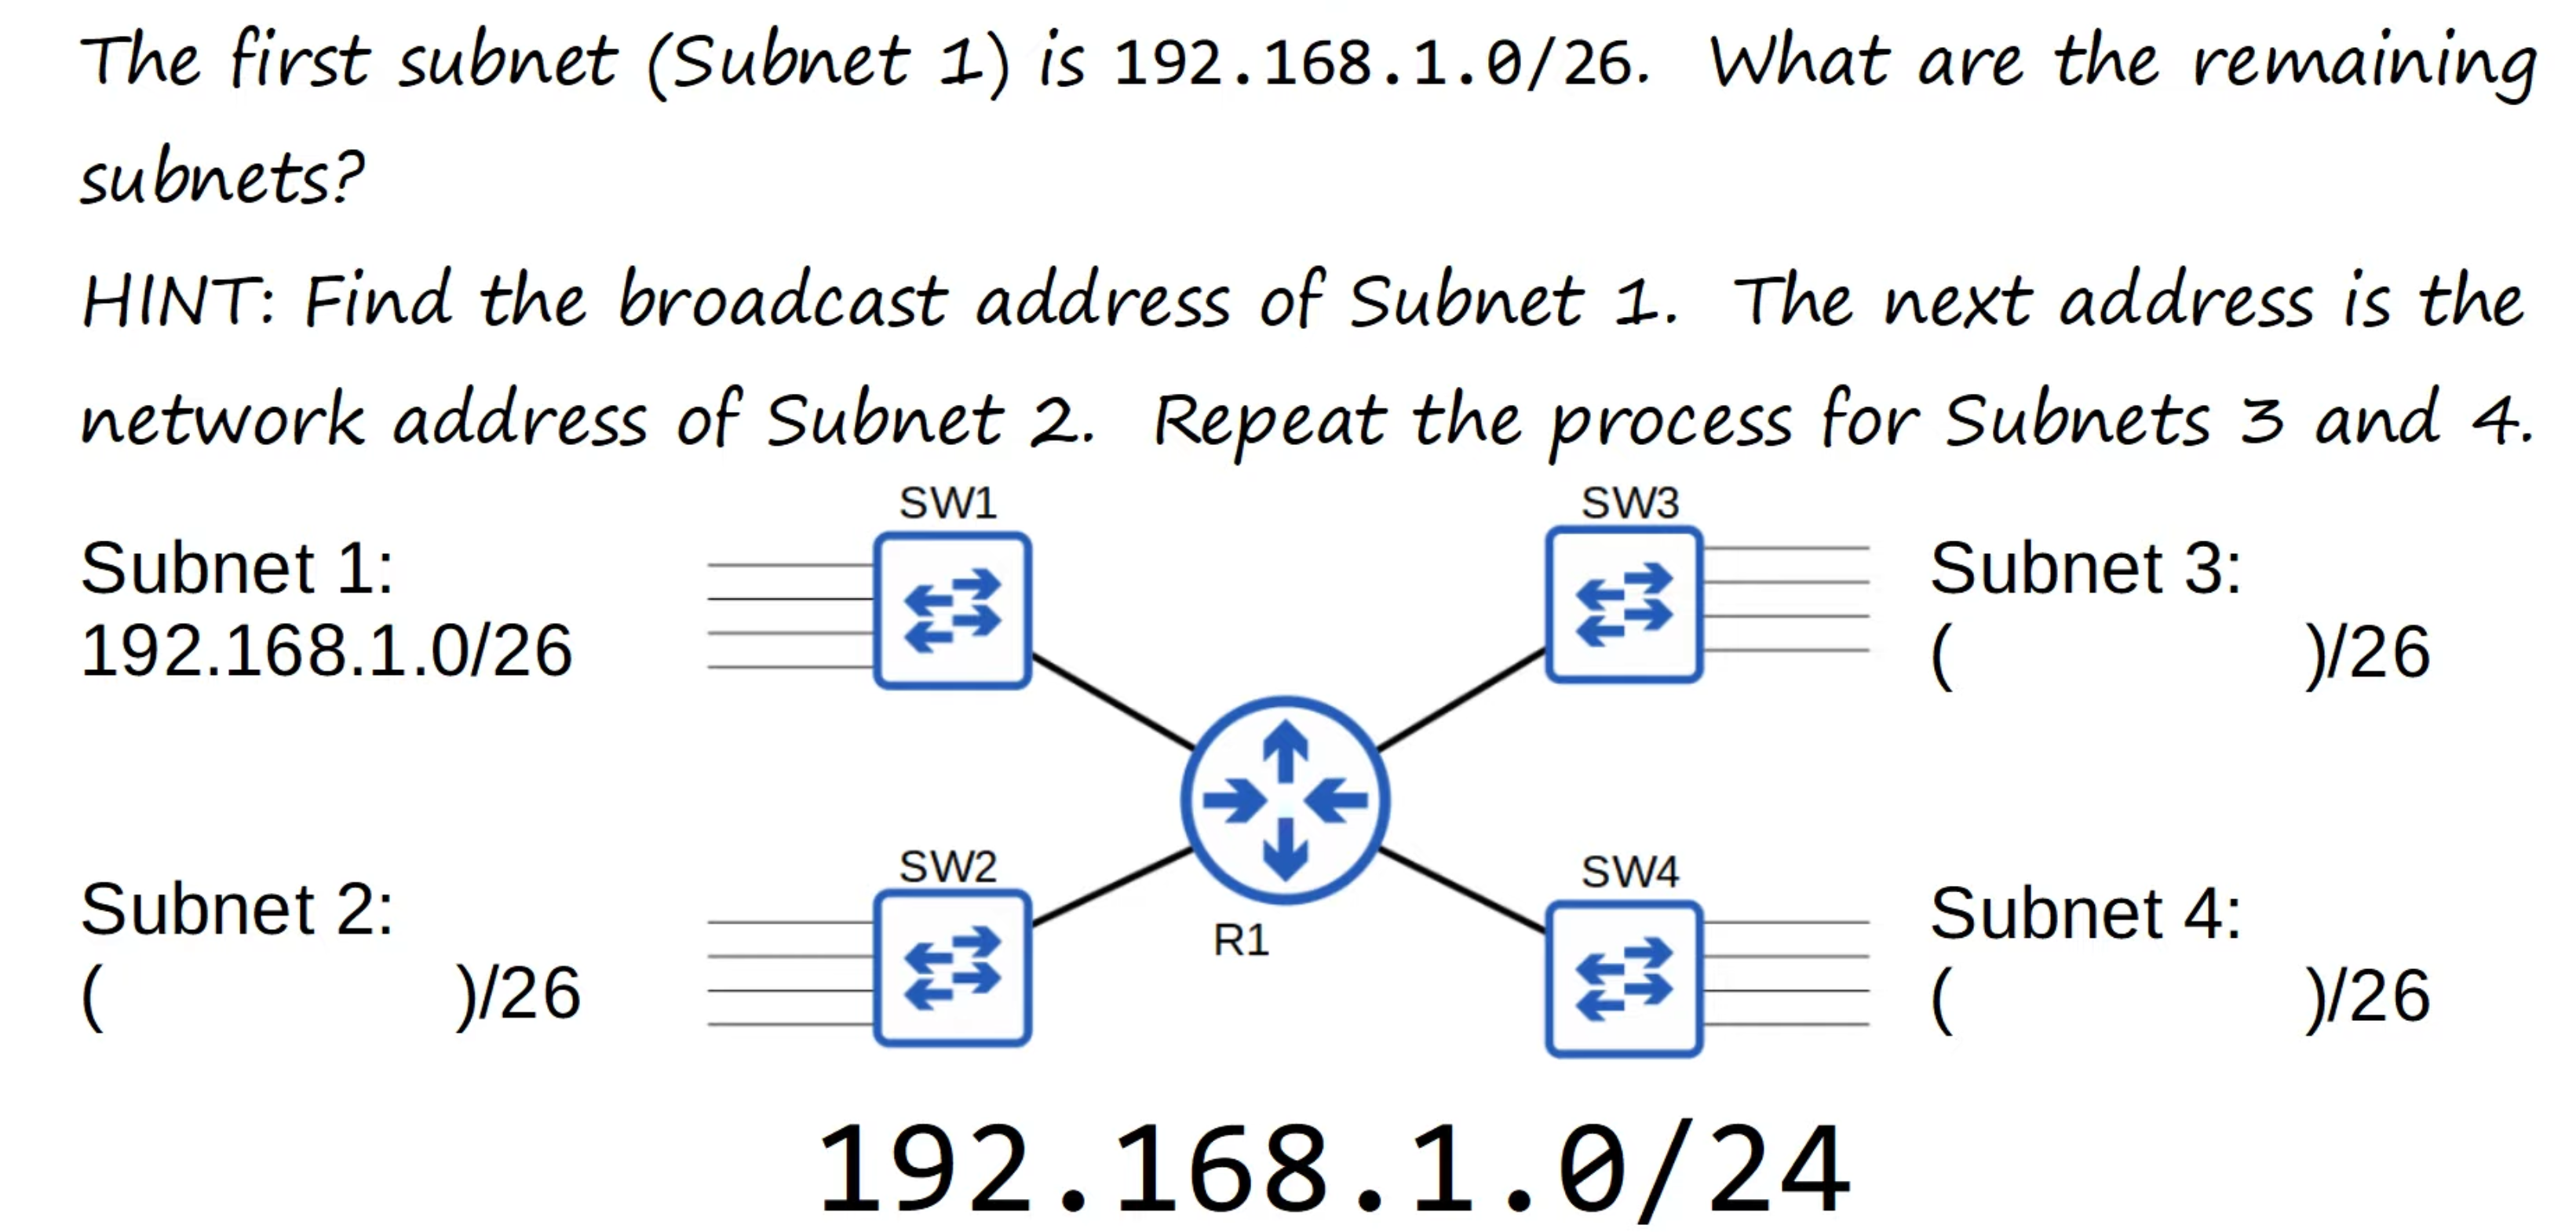 The first subnet (Subnet 1) is 192.168.1.0/26. What are the remaining
subnets?
HINT: Find the broadcast address of Subnet 1. The next address is the
network address of Subnet 2. Repeat the process for Subnets 3 and 4.
SW1
SW3
Subnet 1:
192.168.1.0/26
Subnet 3:
( )/26
SW2
SW4
Subnet 2:
( )/26
R1
Subnet 4:
( )/26
192.168.1.0/24